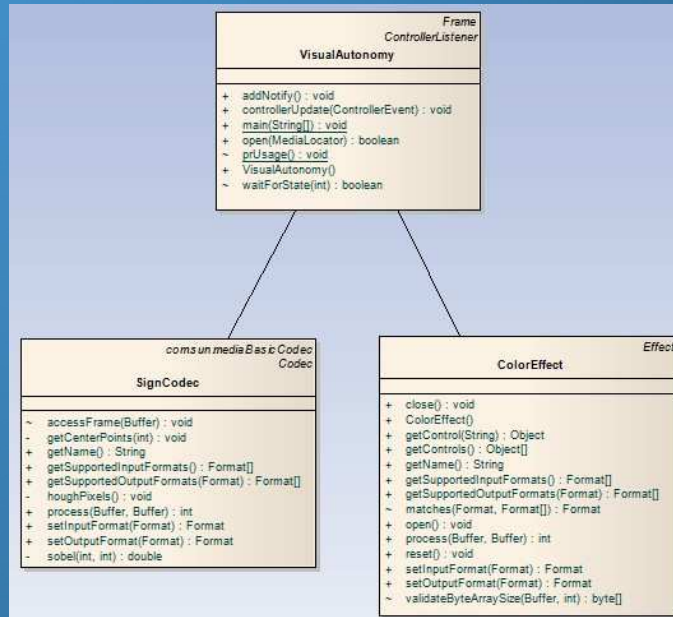 Frame
ControllerListener
VisualAutonomy
+ addNotify() : void
+ controllerUpdate(ControllerEvent) : void
+ main(String[]) : void
+ open(MediaLocator) : boolean
~ prUsage() : void
+ VisualAutonomy()
~ waitForState(int) : boolean
comsunmediaBasicCodec
Codec
SignCodec
~ accessFrame(Buffer) : void
- getCenterPoints(int) : void
+ getName() : String
+ getSupportedInputFormats() : Format[]
+ getSupportedOutputFormats(Format) : Format[]
- houghPixels() : void
+ process(Buffer, Buffer) : int
+ setInputFormat(Format) : Format
+ setOutputFormat(Format) : Format
- sobel(int, int) : double
Effect
ColorEffect
+ close() : void
+ ColorEffect()
+ getControl(String) : Object
+ getControls() : Object[]
+ getName() : String
+ getSupportedInputFormats() : Format[]
+ getSupportedOutputFormats(Format) : Format[]
~ matches(Format, Format[]) : Format
+ open() : void
+ process(Buffer, Buffer) : int
+ reset() : void
+ setInputFormat(Format) : Format
+ setOutputFormat(Format) : Format
~ validateByteArraySize(Buffer, int) : byte[]